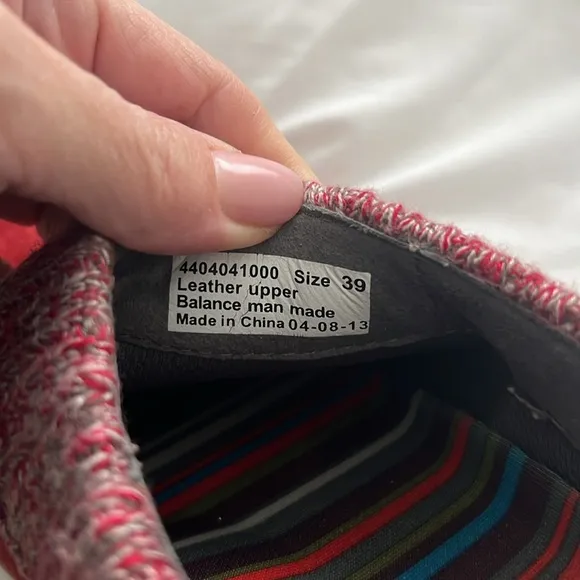 4404041000 Size 39
Leather upper
Balance man made
Made in China 04-08-13